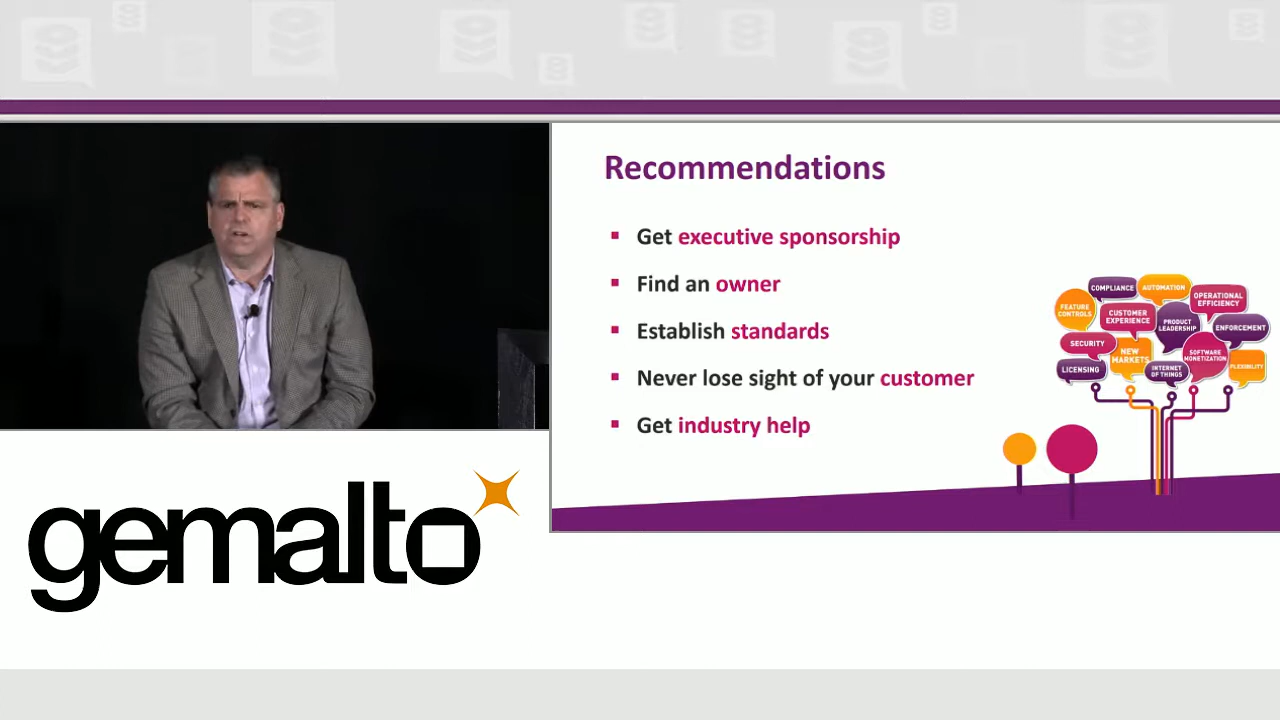 Recommendations
Get executive sponsorship
Find an owner
Establish standards
Never lose sight of your customer
Get industry help
COMPLIANCE
AUTOMATION
FEATURE
CONTROLS
CUSTOMER
EXPERIENCE
PRODUCT
LEADERSHIP
OPERATIONAL
EFFICIENCY
ENFORCEMENT
SECURITY
NEW
MARKETS
SOFTWARE
MONETIZATION
LICENSING
INTERNET
OF THINGS
FLEXIBILITY
gemalto